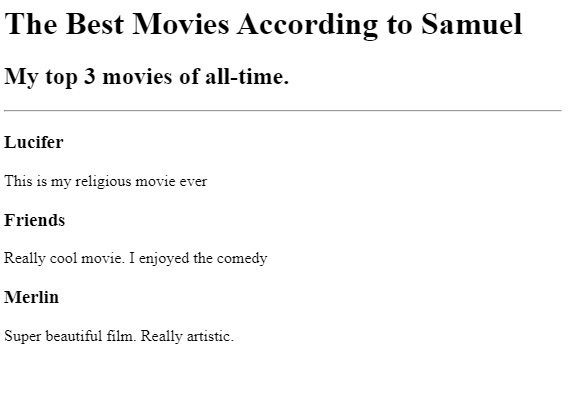 The Best Movies According to Samuel
My top 3 movies of all-time.
Lucifer
This is my religious movie ever
Friends
Really cool movie. I enjoyed the comedy
Merlin
Super beautiful film. Really artistic.